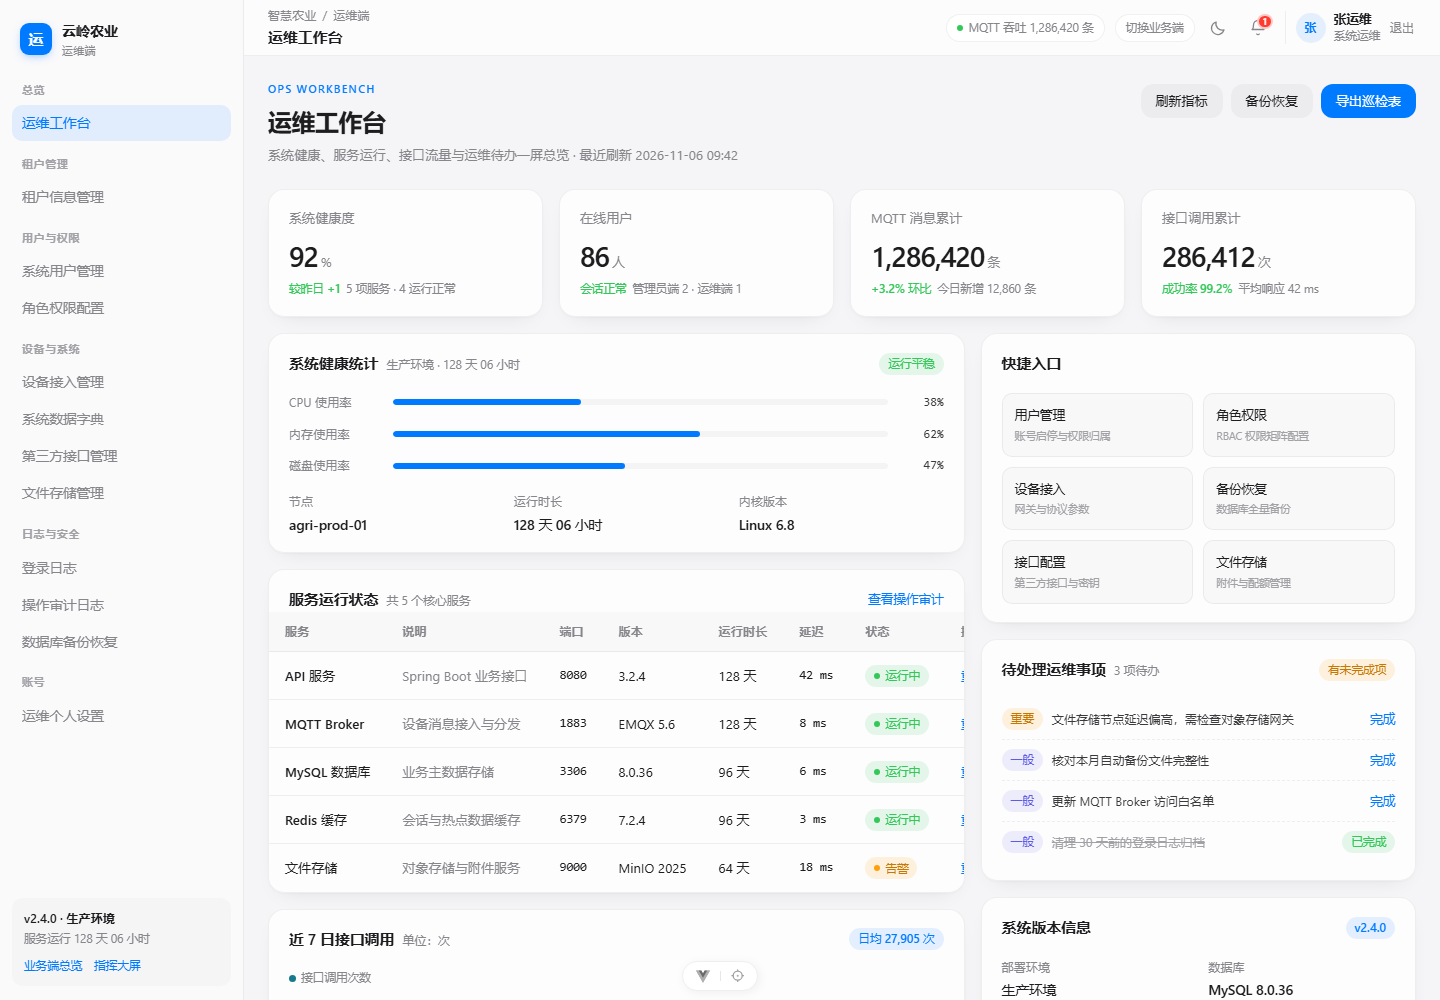 运
云岭农业
运维端
总览
运维工作台
租户管理
租户信息管理
用户与权限
系统用户管理
角色权限配置
设备与系统
设备接入管理
系统数据字典
第三方接口管理
文件存储管理
日志与安全
登录日志
操作审计日志
数据库备份恢复
账号
运维个人设置
v2.4.0 · 生产环境
服务运行 128 天 06 小时
业务端总览 指挥大屏
智慧农业 / 运维端
运维工作台
MQTT 吞吐 1,286,420 条
切换业务端
1
张
张运维
系统运维
退出
OPS WORKBENCH
运维工作台
系统健康、服务运行、接口流量与运维待办一屏总览 · 最近刷新 2026-11-06 09:42
刷新指标
备份恢复
导出巡检表
系统健康度
92 %
较昨日 +1 5 项服务 · 4 运行正常
在线用户
86 人
会话正常 管理员端 2 · 运维端 1
MQTT 消息累计
1,286,420 条
+3.2% 环比 今日新增 12,860 条
接口调用累计
286,412 次
成功率 99.2% 平均响应 42 ms
系统健康统计 生产环境 · 128 天 06 小时
运行平稳
CPU 使用率 38%
内存使用率 62%
磁盘使用率 47%
节点 运行时长 内核版本
agri-prod-01 128 天 06 小时 Linux 6.8
服务运行状态 共 5 个核心服务
查看操作审计
服务 说明 端口 版本 运行时长 延迟 状态
API 服务 Spring Boot 业务接口 8080 3.2.4 128 天 42 ms 运行中
MQTT Broker 设备消息接入与分发 1883 EMQX 5.6 128 天 8 ms 运行中
MySQL 数据库 业务主数据存储 3306 8.0.36 96 天 6 ms 运行中
Redis 缓存 会话与热点数据缓存 6379 7.2.4 96 天 3 ms 运行中
文件存储 对象存储与附件服务 9000 MinIO 2025 64 天 18 ms 告警
近 7 日接口调用 单位：次
日均 27,905 次
接口调用次数
快捷入口
用户管理
账号启停与权限归属
角色权限
RBAC 权限矩阵配置
设备接入
网关与协议参数
备份恢复
数据库全量备份
接口配置
第三方接口与密钥
文件存储
附件与配额管理
待处理运维事项 3 项待办
有未完成项
重要 文件存储节点延迟偏高，需检查对象存储网关 完成
一般 核对本月自动备份文件完整性 完成
一般 更新 MQTT Broker 访问白名单 完成
一般 清理 30 天前的登录日志归档 已完成
系统版本信息
v2.4.0
部署环境 数据库
生产环境 MySQL 8.0.36